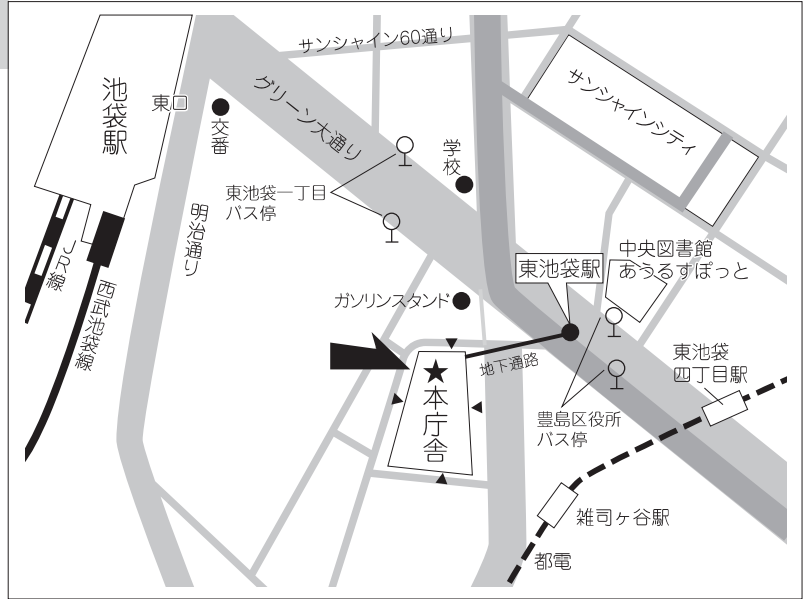 サンシャイン60通り
池袋駅
東口
交番
グリーン大通り
サンシャインシティ
学校
東池袋一丁目
バス停
明治通り
JR線
西武池袋線
中央図書館
あうるすぽっと
東池袋駅
ガソリンスタンド
地下通路
東池袋
四丁目駅
本庁舎
豊島区役所
バス停
雑司ヶ谷駅
都電